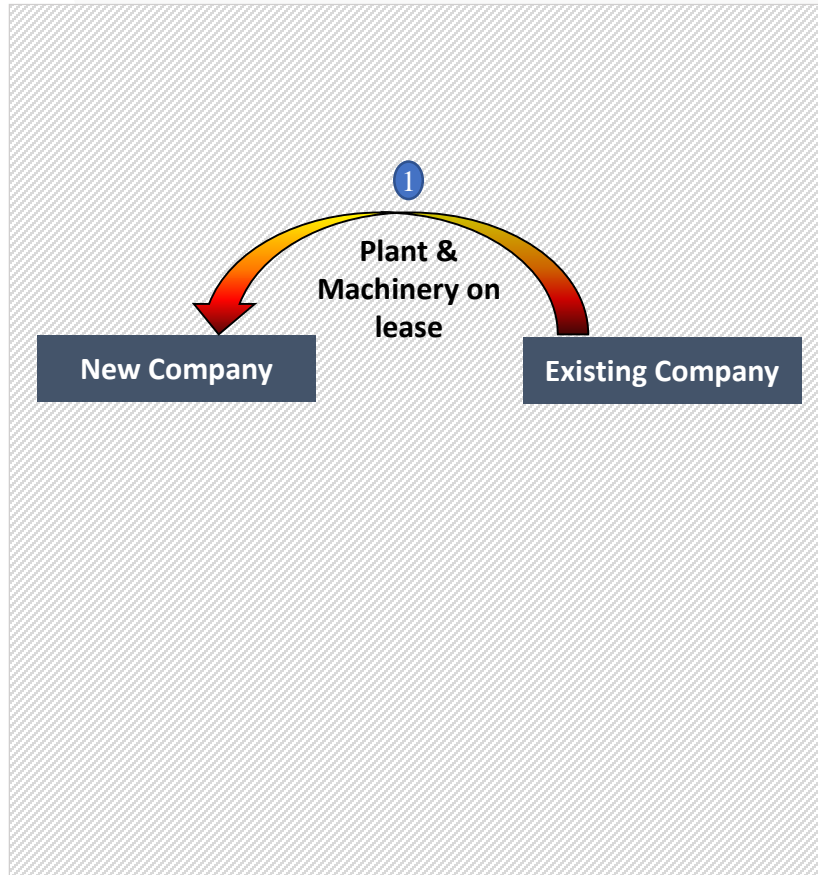 1
Plant &
Machinery on
lease
New Company
Existing Company